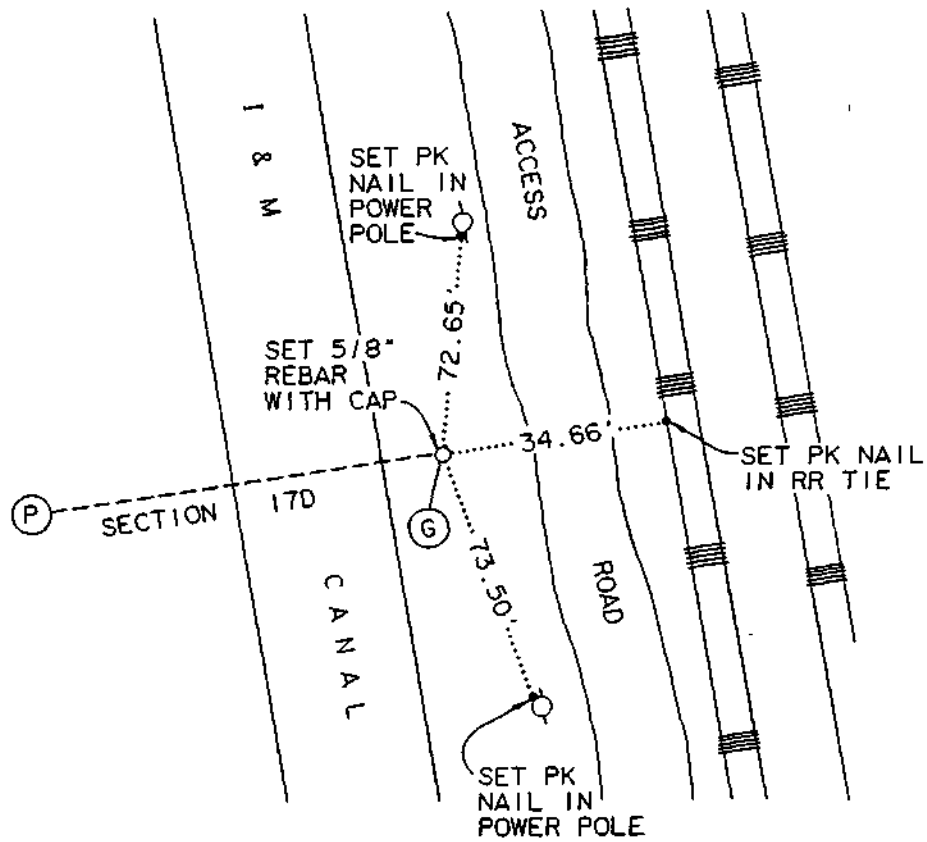 I & M
ACCESS
SET PK
NAIL IN
POWER
POLE
72.65'
SET 5/8"
REBAR
WITH CAP
34.66'
SET PK NAIL
IN RR TIE
P
SECTION 17D
G
73.50'
ROAD
CANAL
SET PK
NAIL IN
POWER POLE